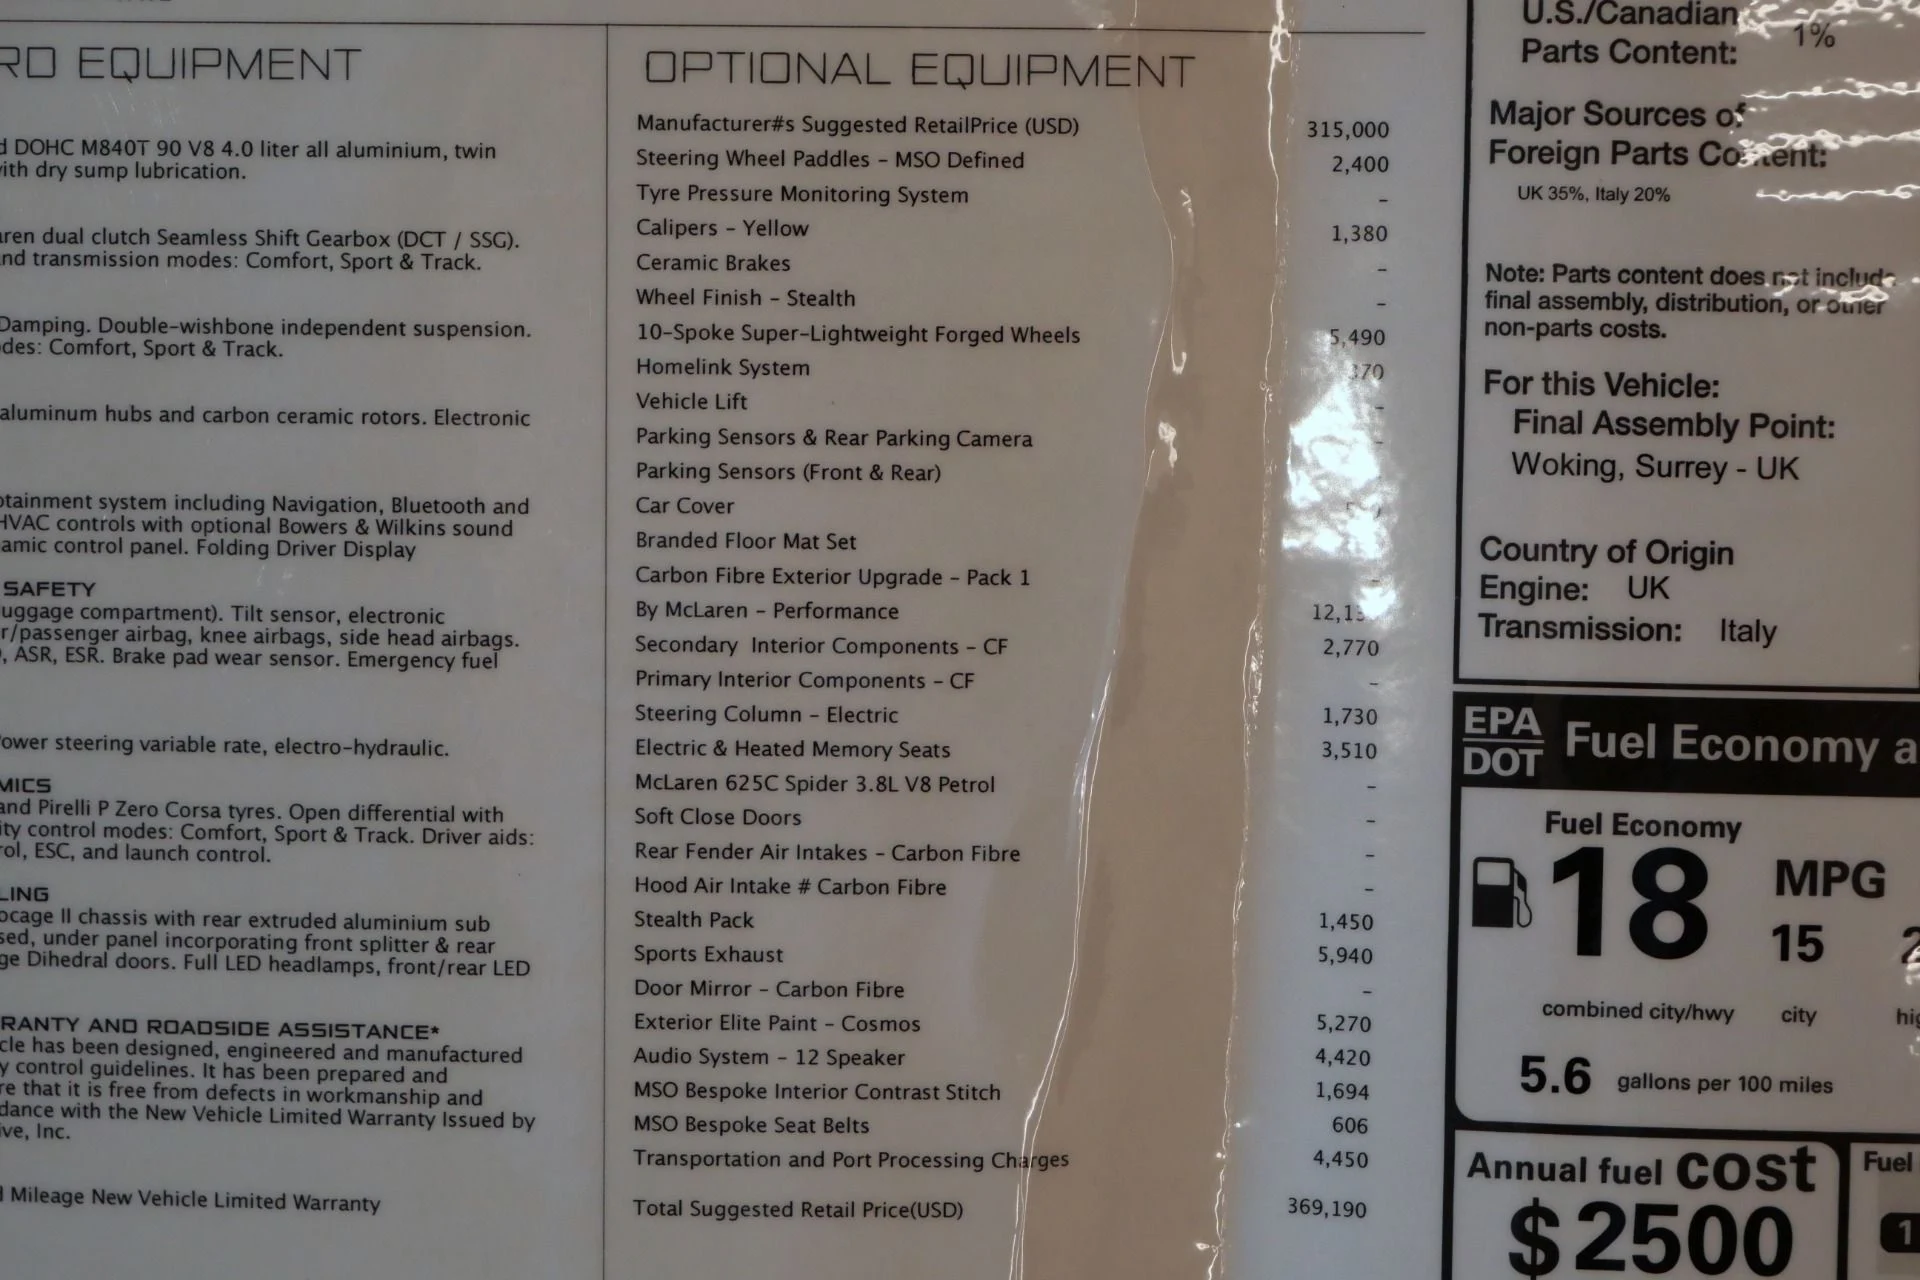 RD EQUIPMENT
DOHC M840T 90 V8 4.0 liter all aluminium, twin
with dry sump lubrication.
dual clutch Seamless Shift Gearbox (DCT / SSG).
and transmission modes: Comfort, Sport & Track.
Damping. Double-wishbone independent suspension.
Comfort, Sport & Track.
aluminum hubs and carbon ceramic rotors. Electronic
system including Navigation, Bluetooth and
HVAC controls with optional Bowers & Wilkins sound
control panel. Folding Driver Display
SAFETY
luggage compartment). Tilt sensor, electronic
r/passenger airbag, knee airbags, side head airbags.
, ASR, ESR. Brake pad wear sensor. Emergency fuel
Power steering variable rate, electro-hydraulic.
MICS
and Pirelli P Zero Corsa tyres. Open differential with
ity control modes: Comfort, Sport & Track. Driver aids:
rol, ESC, and launch control.
LING
ocage II chassis with rear extruded aluminium sub
sed, under panel incorporating front splitter & rear
ge Dihedral doors. Full LED headlamps, front/rear LED
RANTY AND ROADSIDE ASSISTANCE*
cle has been designed, engineered and manufactured
y control guidelines. It has been prepared and
re that it is free from defects in workmanship and
dance with the New Vehicle Limited Warranty Issued by
ive, Inc.
Mileage New Vehicle Limited Warranty
OPTIONAL EQUIPMENT
Manufacturer#s Suggested RetailPrice (USD) 315,000
Steering Wheel Paddles - MSO Defined 2,400
Tyre Pressure Monitoring System -
Calipers - Yellow 1,380
Ceramic Brakes -
Wheel Finish - Stealth -
10-Spoke Super-Lightweight Forged Wheels 5,490
Homelink System
Vehicle Lift -
Parking Sensors & Rear Parking Camera -
Parking Sensors (Front & Rear)
Car Cover
Branded Floor Mat Set
Carbon Fibre Exterior Upgrade - Pack 1 -
By McLaren - Performance
Secondary Interior Components - CF 2,770
Primary Interior Components - CF -
Steering Column - Electric 1,730
Electric & Heated Memory Seats 3,510
McLaren 625C Spider 3.8L V8 Petrol -
Soft Close Doors -
Rear Fender Air Intakes - Carbon Fibre -
Hood Air Intake # Carbon Fibre -
Stealth Pack 1,450
Sports Exhaust 5,940
Door Mirror - Carbon Fibre -
Exterior Elite Paint - Cosmos 5,270
Audio System - 12 Speaker 4,420
MSO Bespoke Interior Contrast Stitch 1,694
MSO Bespoke Seat Belts 606
Transportation and Port Processing Charges 4,450
Total Suggested Retail Price(USD) 369,190
U.S./Canadian
Parts Content: 1%
Major Sources of
Foreign Parts Content:
UK 35%, Italy 20%
Note: Parts content does not include
final assembly, distribution, or other
non-parts costs.
For this Vehicle:
Final Assembly Point:
Woking, Surrey - UK
Country of Origin
Engine: UK
Transmission: Italy
EPA
DOT
Fuel Economy a
Fuel Economy
18 MPG
15 2
combined city/hwy city hig
5.6 gallons per 100 miles
Annual fuel cost
$2500
Fuel
1